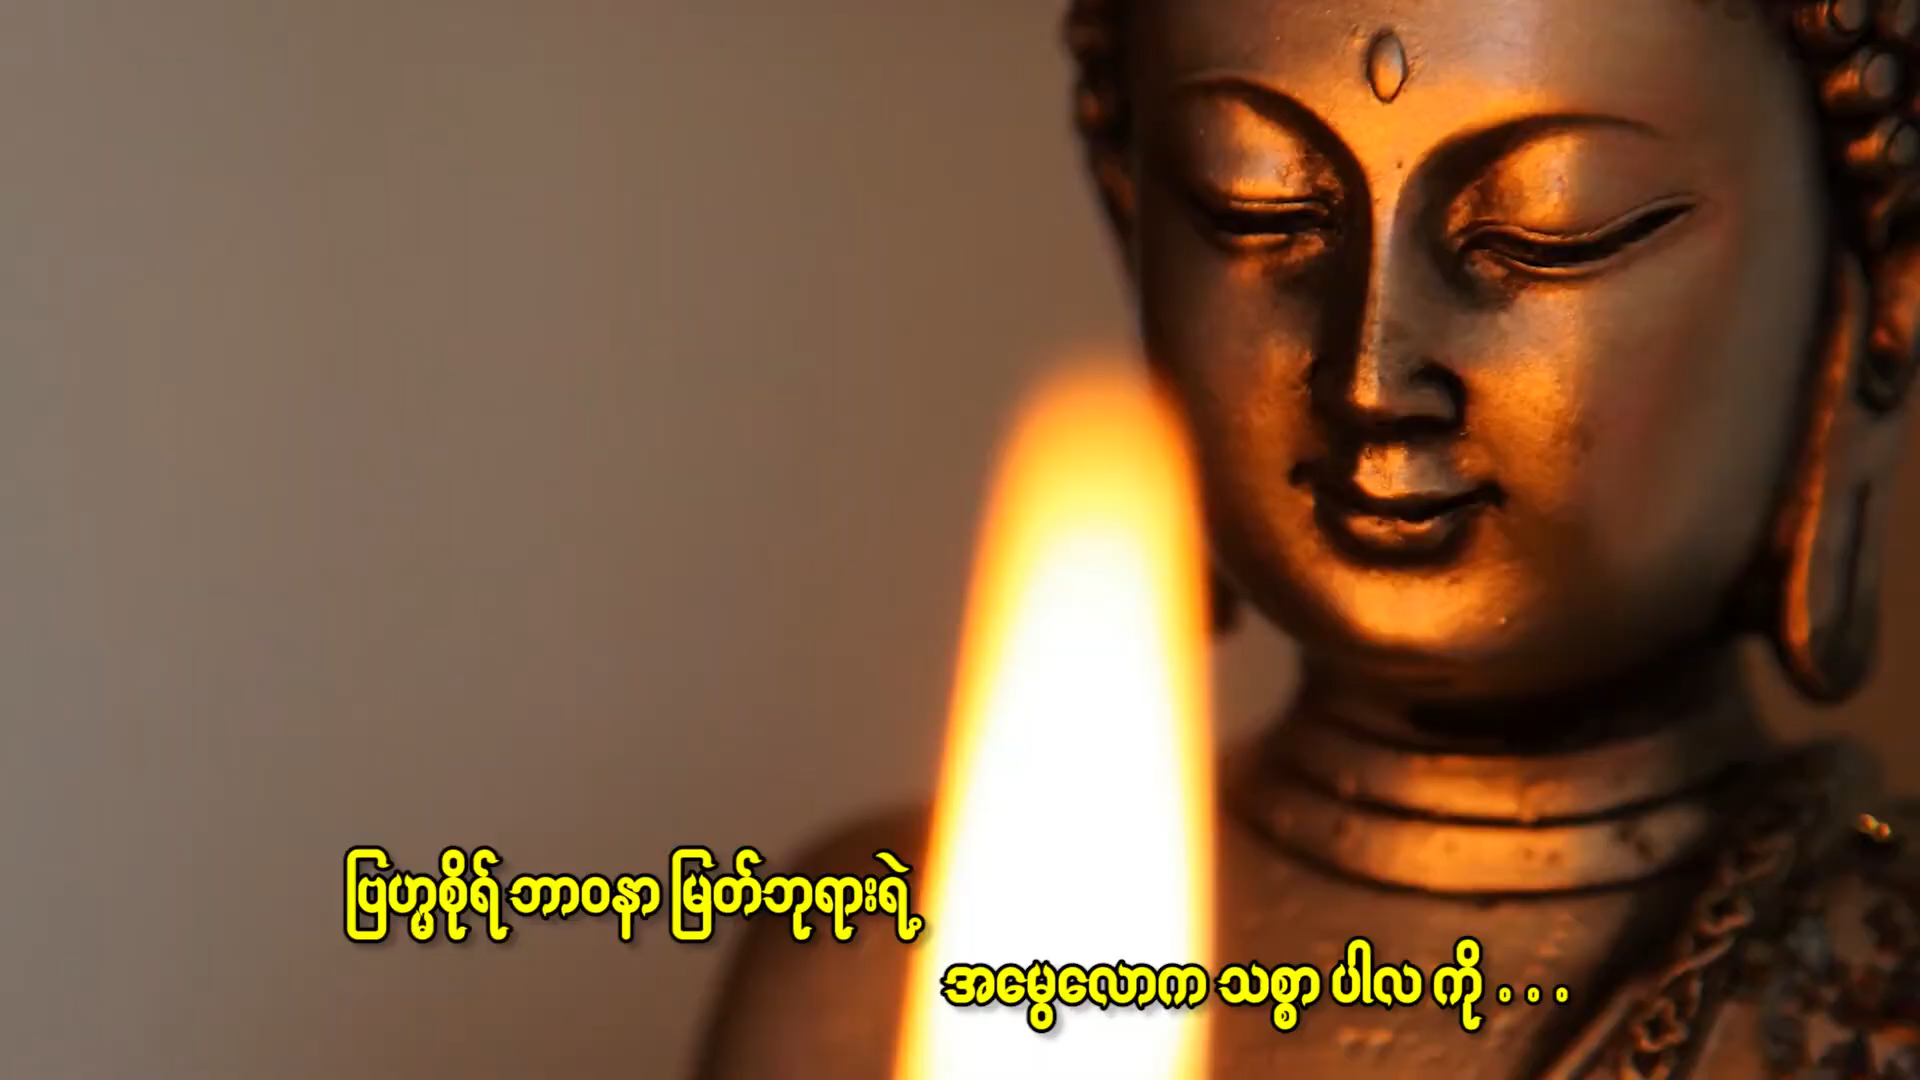 ဗြဟ္မစိုရ် ဘာဝနာ မြတ်ဘုရားရဲ့
အမွေလောက သစ္စာ ပါလ ကို . . .